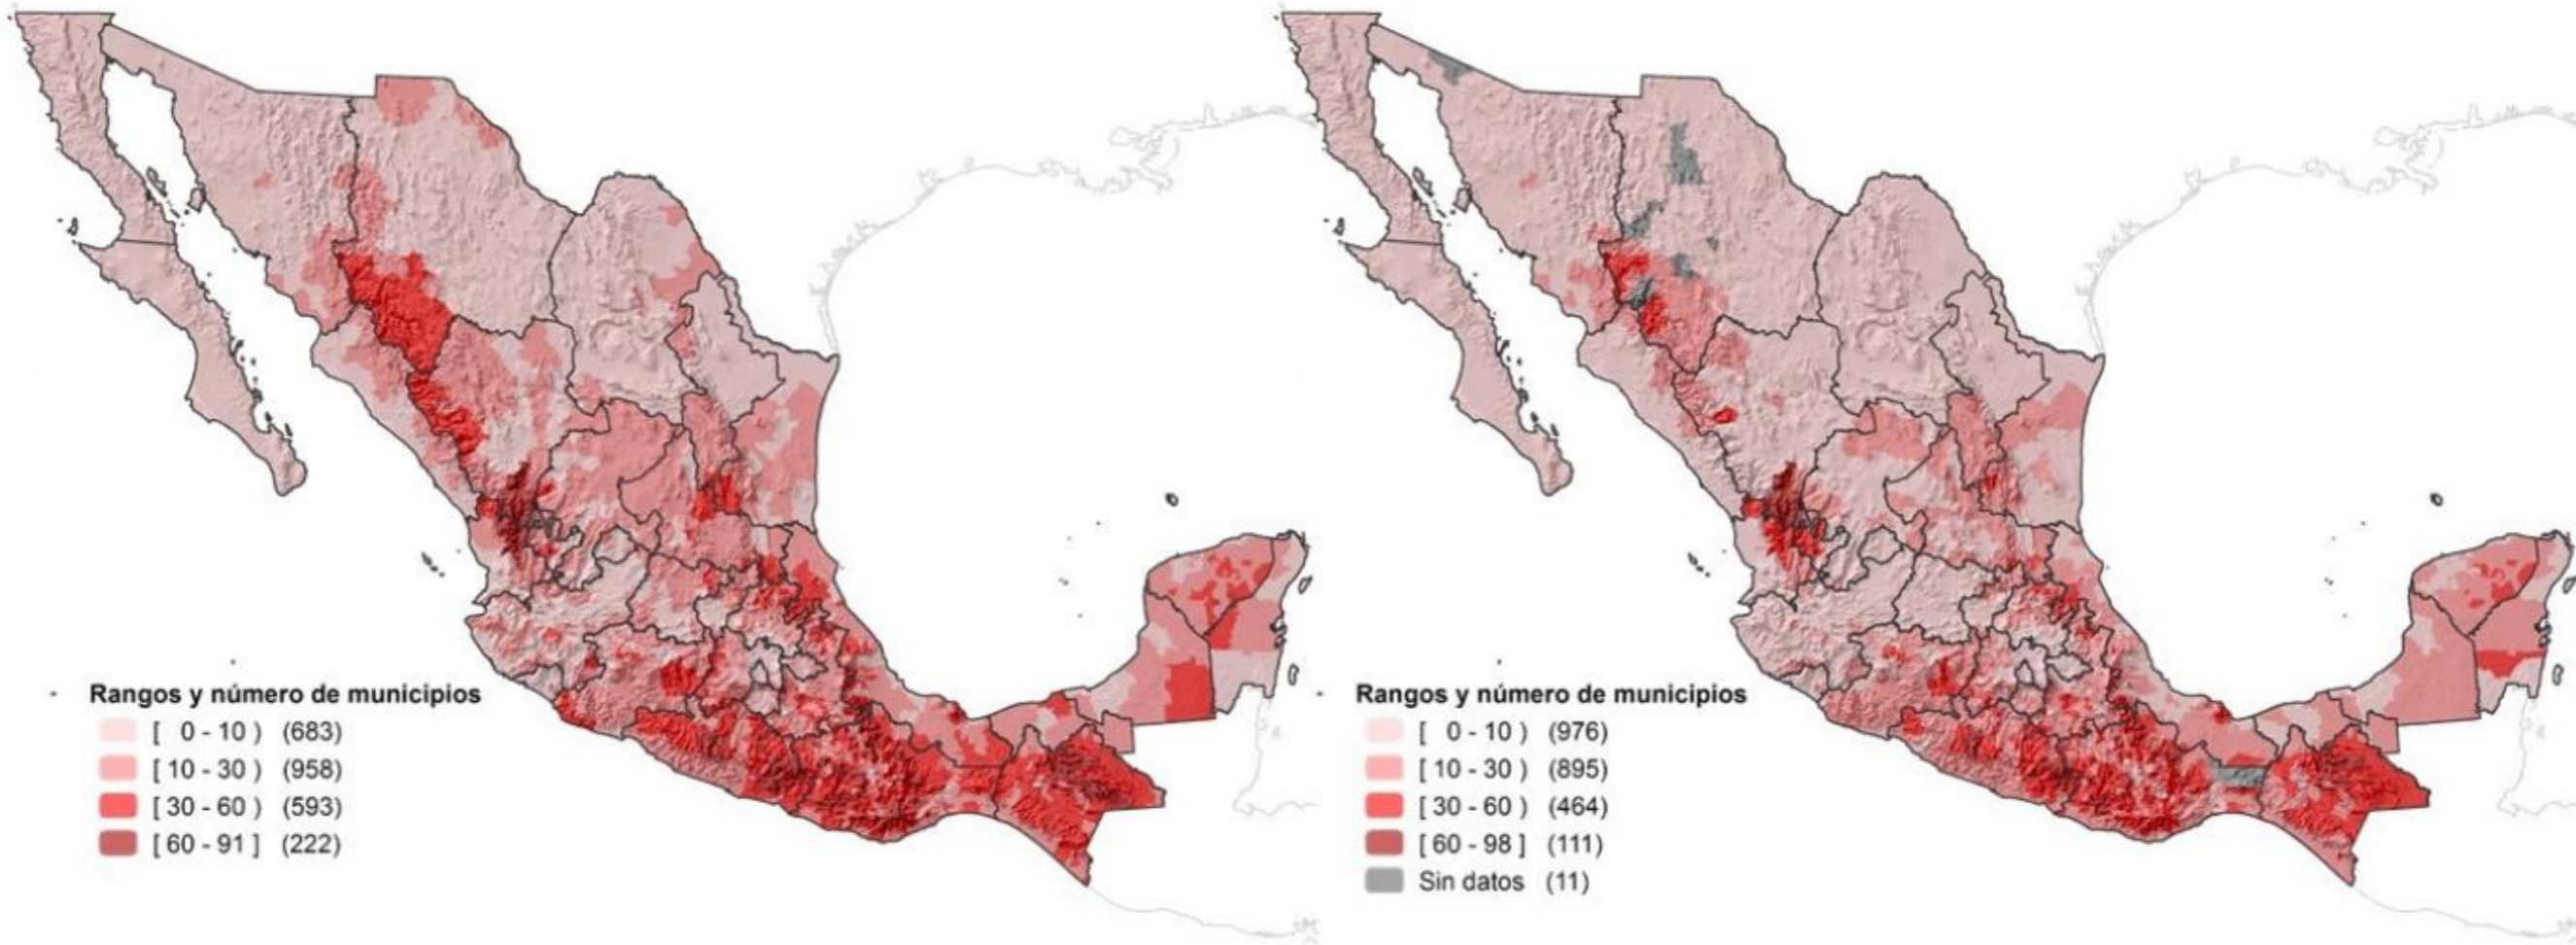 Rangos y número de municipios
[ 0 - 10 ) (683)
[ 10 - 30 ) (958)
[ 30 - 60 ) (593)
[ 60 - 91 ] (222)
Rangos y número de municipios
[ 0 - 10 ) (976)
[ 10 - 30 ) (895)
[ 30 - 60 ) (464)
[ 60 - 98 ] (111)
Sin datos (11)